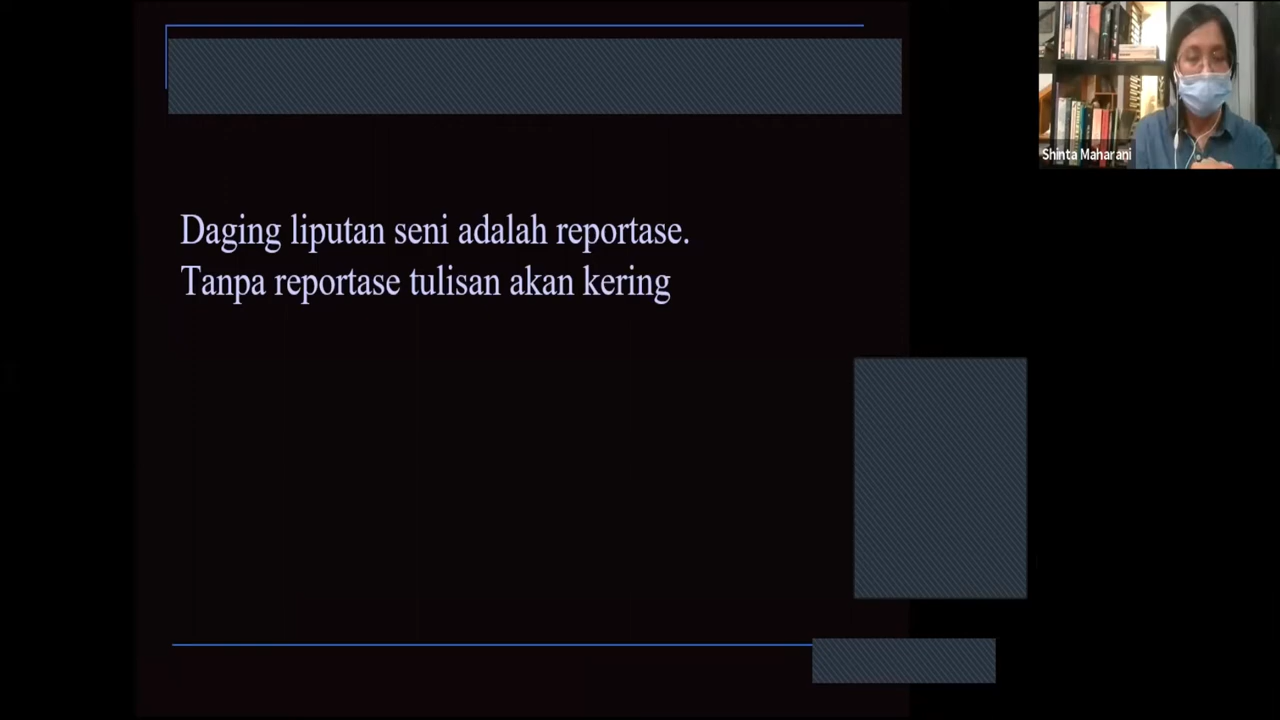 Daging liputan seni adalah reportase.
Tanpa reportase tulisan akan kering
Shinta Maharani